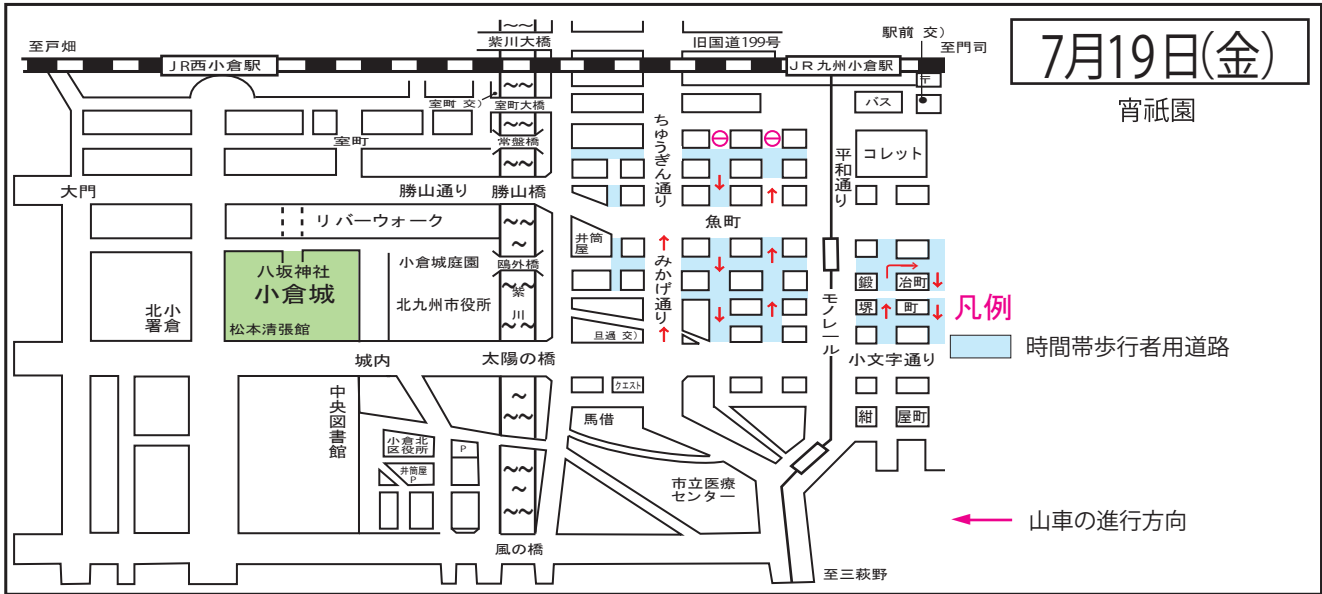 至戸畑
紫川大橋
旧国道199号
駅前 交）
至門司
7月19日(金)
宵祇園
JR西小倉駅
JR九州小倉駅
〒
バス
室町 交）
室町大橋
室町
常盤橋
ちゅうぎん通り
平和通り
コレット
大門
勝山通り
勝山橋
リバーウォーク
魚町
井筒屋
八坂神社
小倉城
松本清張館
小倉城庭園
北九州市役所
鴎外橋
紫川
みかげ通り
旦過 交）
モノレール
鍛
冶町
堺
町
凡例
時間帯歩行者用道路
小倉北署
城内
太陽の橋
小文字通り
中央図書館
クエスト
馬借
紺
屋町
小倉北
区役所
P
井筒屋
P
市立医療
センター
山車の進行方向
風の橋
至三萩野